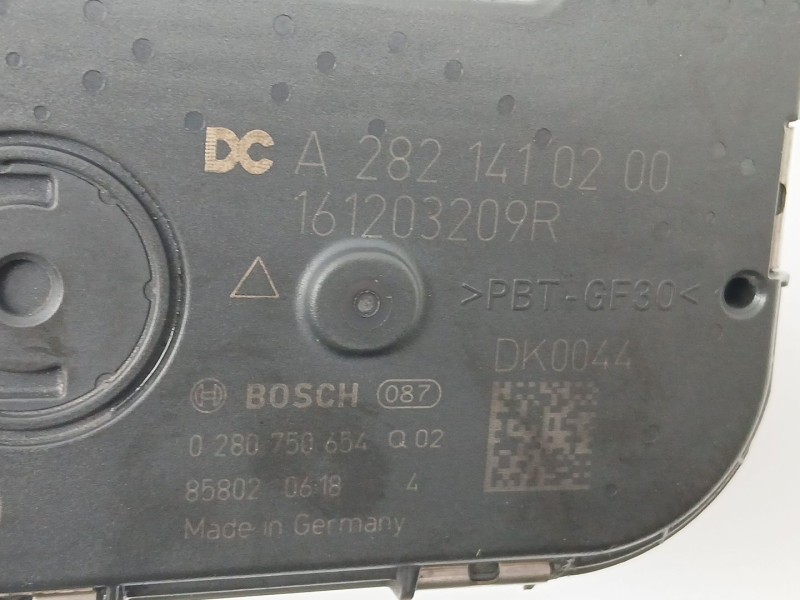 DC A 282 141 02 00
161203209R
>PBT-GF30<
DK0044
BOSCH 087
0 280 750 654 Q 02
85802 0618 4
Made in Germany